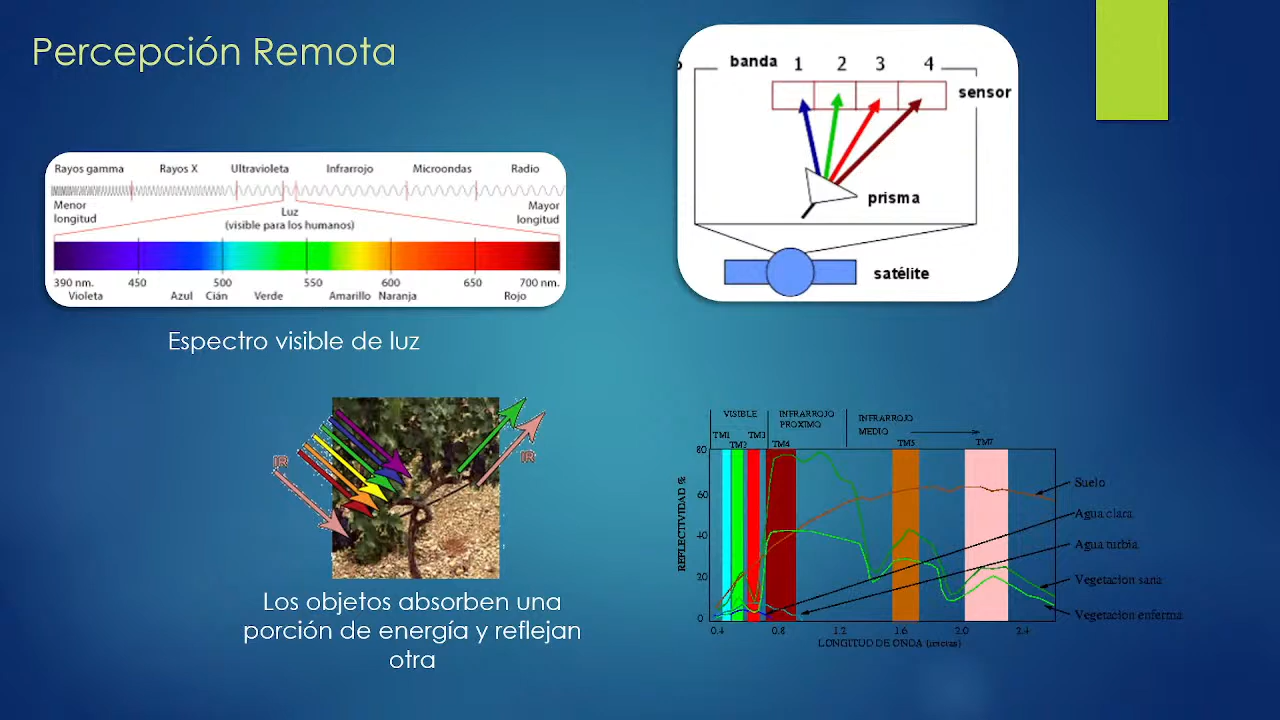 Percepción Remota
Rayos gamma Rayos X Ultravioleta Infrarrojo Microondas Radio
Menor longitud
Mayor longitud
Luz
(visible para los humanos)
390 nm. 450 500 550 600 650 700 nm.
Violeta Azul Cián Verde Amarillo Naranja Rojo
Espectro visible de luz
banda 1 2 3 4
sensor
prisma
satélite
IR
IR
Los objetos absorben una
porción de energía y reflejan
otra
VISIBLE
INFRARROJO
PROXIMO
INFRARROJO
MEDIO
TM1 TM2 TM3 TM4 TM5 TM7
REFLECTIVIDAD %
80
60
40
20
0
0.4 0.8 1.2 1.6 2.0 2.4
LONGITUD DE ONDA
Suelo
Agua clara
Agua turbia
Vegetacion sana
Vegetacion enferma